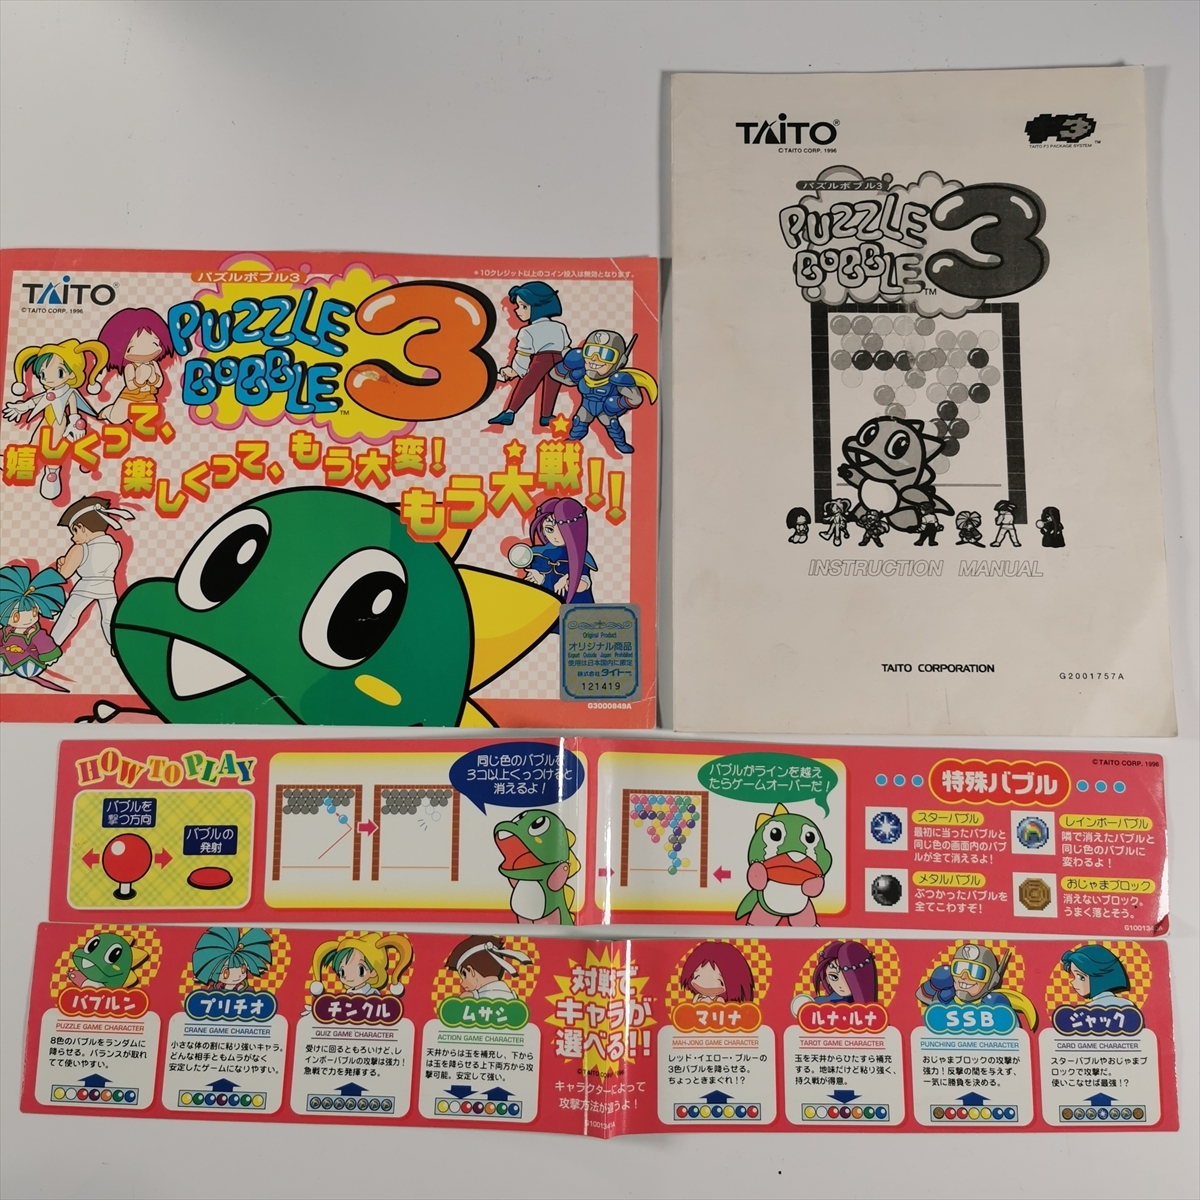 TAITO®
© TAITO CORP. 1996
パズルボブル3
PUZZLE
BOBBLE™
3
*10クレジット以上のコイン投入は無効となります。
嬉しくって、
楽しくって、もう大変!
もう大戦!!
Original Product
オリジナル商品
Export Outside Japan Prohibited
使用は日本国内に限定
株式会社タイトー
121419
G3000849A
TAITO®
© TAITO CORP. 1996
F3
TAITO F3 PACKAGE SYSTEM™
パズルボブル3
PUZZLE
BOBBLE™
3
INSTRUCTION MANUAL
TAITO CORPORATION
G2001757A
HOW TO PLAY
バブルを
撃つ方向
バブルの
発射
同じ色のバブルを
3コ以上くっつけると
消えるよ!
バブルがラインを越え
たらゲームオーバーだ!
© TAITO CORP. 1996
特殊バブル
スターバブル
最初に当ったバブルと
同じ色の画面内のバブ
ルが全て消えるよ!
レインボーバブル
隣で消えたバブルと
同じ色のバブルに
変わるよ!
メタルバブル
ぶつかったバブルを
全てこわすぞ!
おじゃまブロック
消えないブロック。
うまく落とそう。
バブルン
PUZZLE GAME CHARACTER
8色のバブルをランダムに
降らせる。バランスが取れ
てて使いやすい。
プリチオ
CRANE GAME CHARACTER
小さな体の割に粘り強いキャラ。
どんな相手ともムラがなく
安定したゲームになりやすい。
チンクル
QUIZ GAME CHARACTER
受けに回るともろいけど、レ
インボーバブルの攻撃は強力!
急戦で力を発揮する。
ムサシ
ACTION GAME CHARACTER
天井からは玉を補充し、下から
は玉を降らせる上下両方から攻
撃可能。安定して強い。
対戦で
キャラが
選べる!!
© TAITO CORP. 1996
キャラクターによって
攻撃方法が違うよ!
G1001341A
マリナ
MAH-JONG GAME CHARACTER
レッド・イエロー・ブルーの
3色バブルを降らせる。
ちょっときまぐれ!?
ルナ・ルナ
TAROT GAME CHARACTER
玉を天井からひたすら補充
する。地味だけど粘り強く、
持久戦が得意。
SSB
PUNCHING GAME CHARACTER
おじゃまブロックの攻撃が
強力!反撃の間を与えず、
一気に勝負を決める。
ジャック
CARD GAME CHARACTER
スターバブルやおじゃまブ
ロックで攻撃する。
使いこなせば最強!?